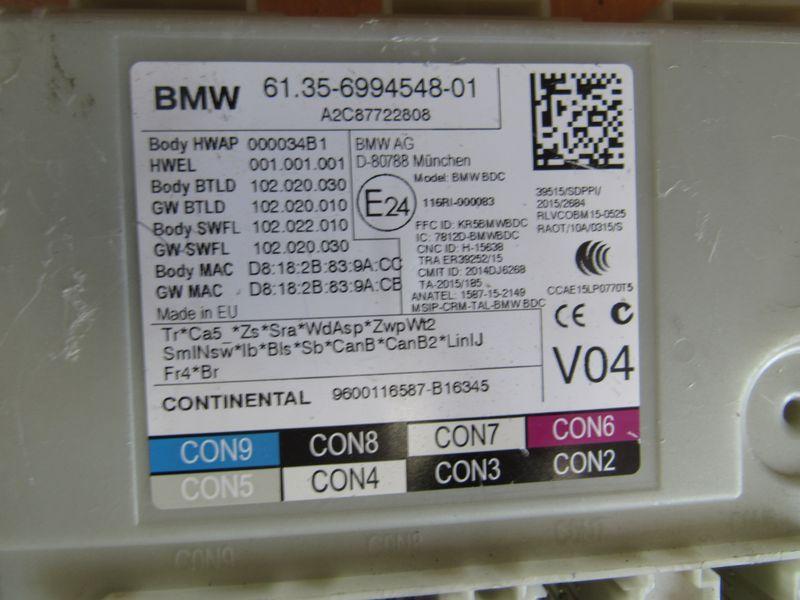 BMW 61.35-6994548-01
A2C87722808
Body HWAP 000034B1
HWEL 001.001.001
Body BTLD 102.020.030
GW BTLD 102.020.010
Body SWFL 102.022.010
GW SWFL 102.020.030
Body MAC D8:18:2B:83:9A:CC
GW MAC D8:18:2B:83:9A:CB
Made in EU
BMW AG
D-80788 München
Model: BMW BDC
E24
116RI-000083
FFC ID: KR5BMWBDC
IC: 7812D-BMWBDC
CNC ID: H-15638
TRA ER39252/15
CMIT ID: 2014DJ6268
TA-2015/185
ANATEL: 1587-15-2149
MSIP-CRM-TAL-BMW BDC
39515/SDPPI/
2015/2684
RLVCOBM15-0525
RAOT/10A/0315/S
CCAE15LP0770T5
CE
Tr*Ca5_*Zs*Sra*WdAsp*ZwpWt2
SmINsw*Ib*Bls*Sb*CanB*CanB2*LinIJ
Fr4*Br
V04
CONTINENTAL 9600116587-B16345
CON9 CON8 CON7 CON6
CON5 CON4 CON3 CON2
CON9 CON8